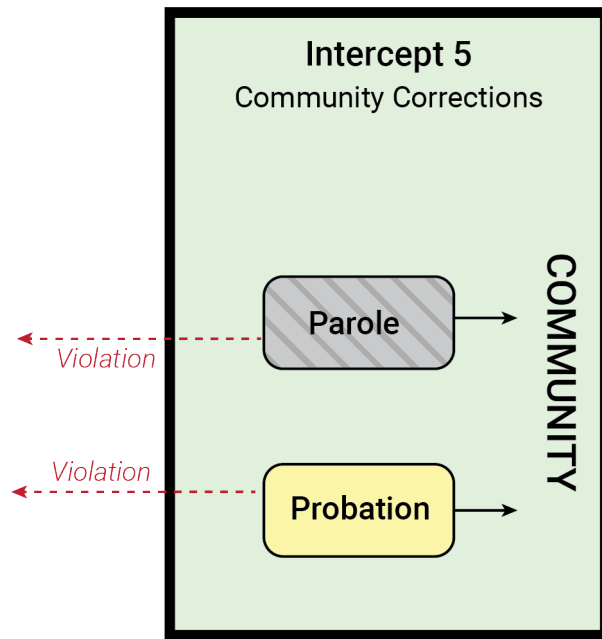 Intercept 5
Community Corrections
COMMUNITY
Parole
Violation
Violation
Probation